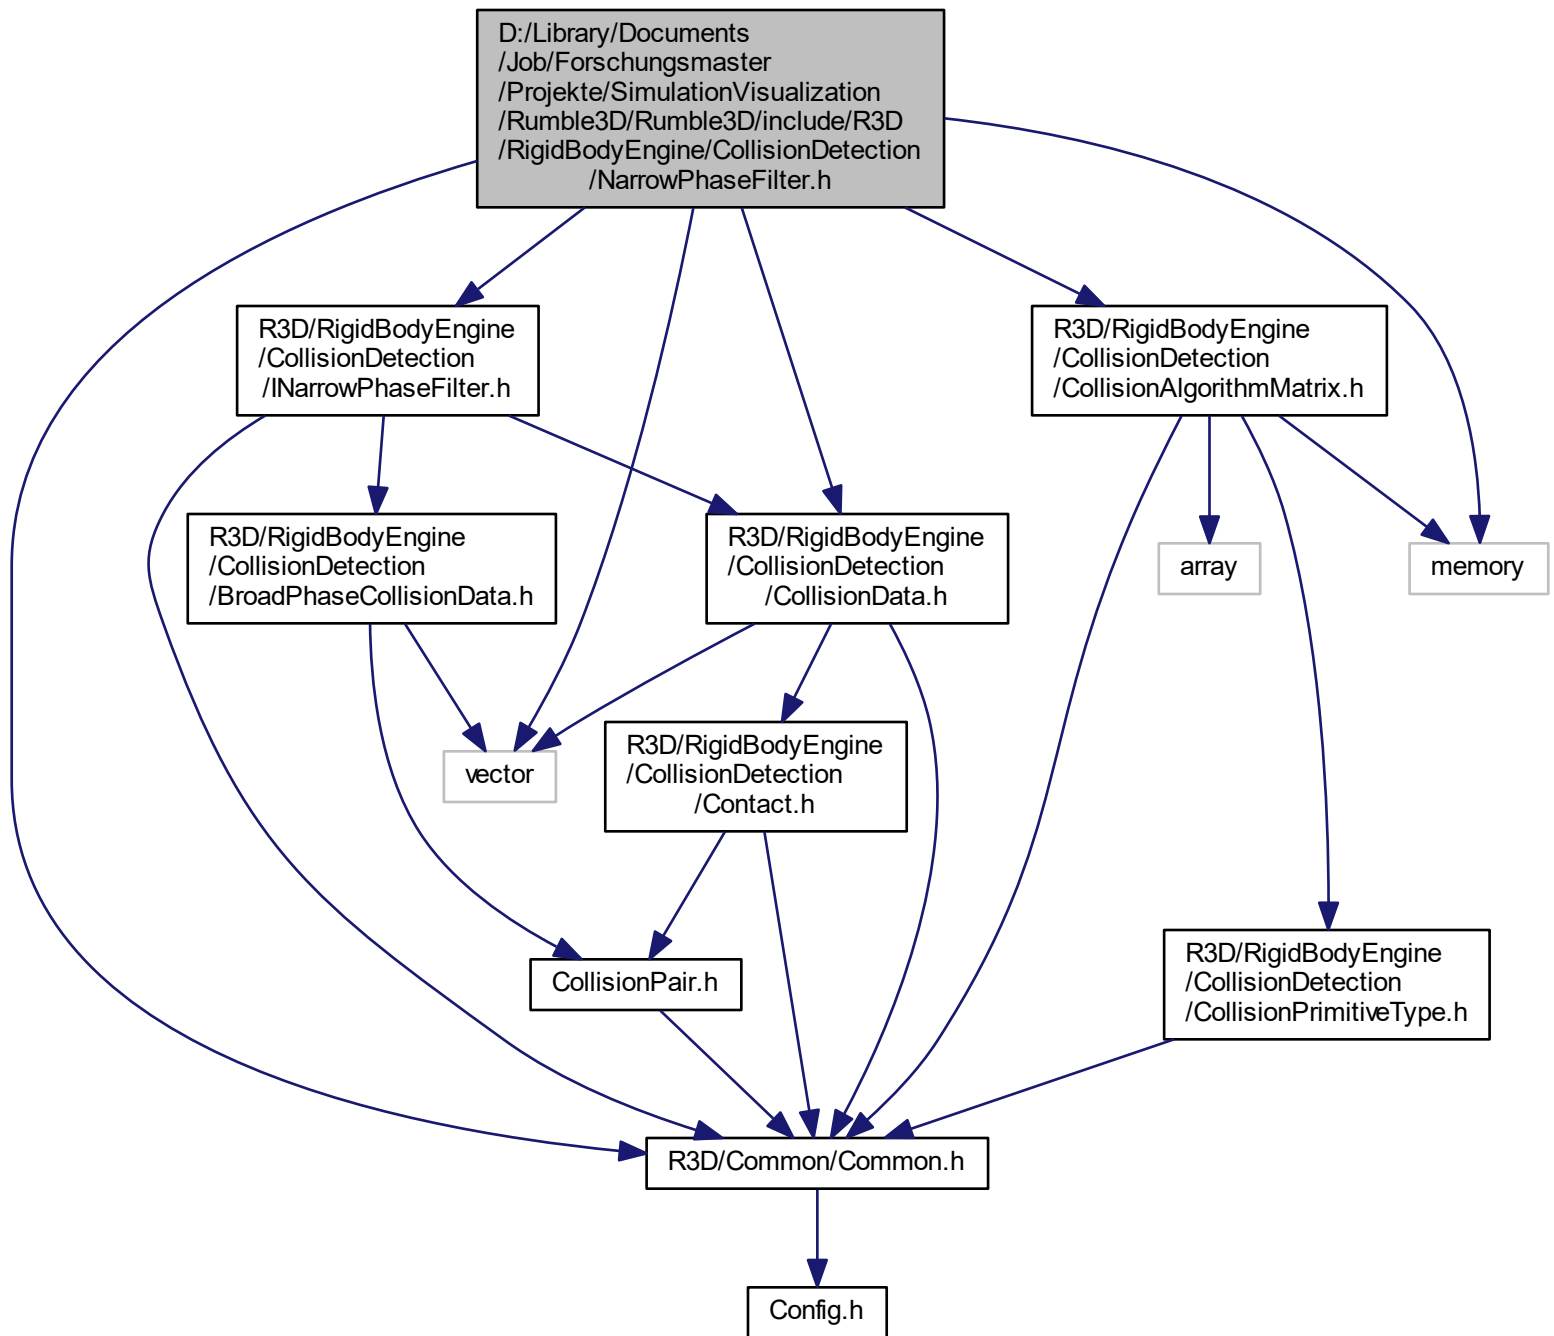 D:/Library/Documents
/Job/Forschungsmaster
/Projekte/SimulationVisualization
/Rumble3D/Rumble3D/include/R3D
/RigidBodyEngine/CollisionDetection
/NarrowPhaseFilter.h
R3D/RigidBodyEngine
/CollisionDetection
/INarrowPhaseFilter.h
R3D/RigidBodyEngine
/CollisionDetection
/CollisionAlgorithmMatrix.h
R3D/RigidBodyEngine
/CollisionDetection
/BroadPhaseCollisionData.h
R3D/RigidBodyEngine
/CollisionDetection
/CollisionData.h
array
memory
vector
R3D/RigidBodyEngine
/CollisionDetection
/Contact.h
CollisionPair.h
R3D/RigidBodyEngine
/CollisionDetection
/CollisionPrimitiveType.h
R3D/Common/Common.h
Config.h